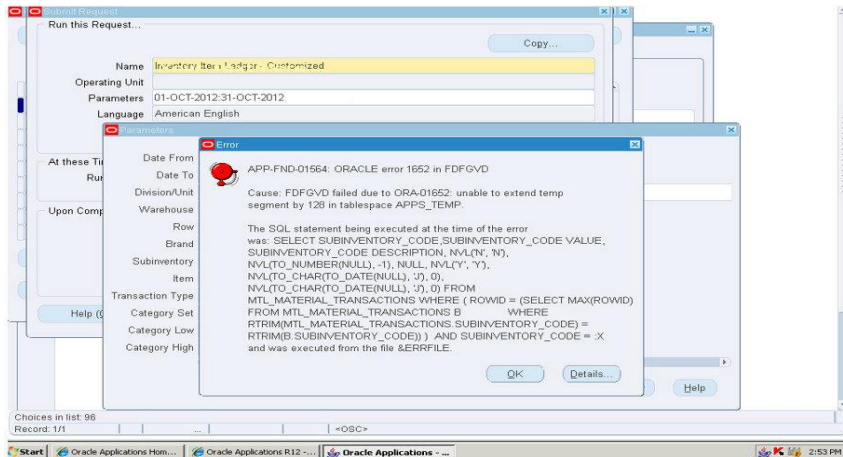 Submit Request
Run this Request...
Copy...
Name Inventory Item Ledger - Customized
Operating Unit
Parameters 01-OCT-2012:31-OCT-2012
Language American English
Parameters
At these Ti
Ru
Upon Comp
Help (
Date From
Date To
Division/Unit
Warehouse
Row
Brand
Subinventory
Item
Transaction Type
Category Set
Category Low
Category High
Error
APP-FND-01564: ORACLE error 1652 in FDFGVD
Cause: FDFGVD failed due to ORA-01652: unable to extend temp
segment by 128 in tablespace APPS_TEMP.
The SQL statement being executed at the time of the error
was: SELECT SUBINVENTORY_CODE,SUBINVENTORY_CODE VALUE,
SUBINVENTORY_CODE DESCRIPTION, NVL('N', 'N'),
NVL(TO_NUMBER(NULL), -1), NULL, NVL('Y', 'Y'),
NVL(TO_CHAR(TO_DATE(NULL), 'J'), 0),
NVL(TO_CHAR(TO_DATE(NULL), 'J'), 0) FROM
MTL_MATERIAL_TRANSACTIONS WHERE ( ROWID = (SELECT MAX(ROWID)
FROM MTL_MATERIAL_TRANSACTIONS B WHERE
RTRIM(MTL_MATERIAL_TRANSACTIONS.SUBINVENTORY_CODE) =
RTRIM(B.SUBINVENTORY_CODE)) ) AND SUBINVENTORY_CODE = :X
and was executed from the file &ERRFILE.
OK Details...
Help
Choices in list: 96
Record: 1/1 ... <OSC>
Start Oracle Applications Hom... Oracle Applications R12 -... Oracle Applications - ... 2:53 PM